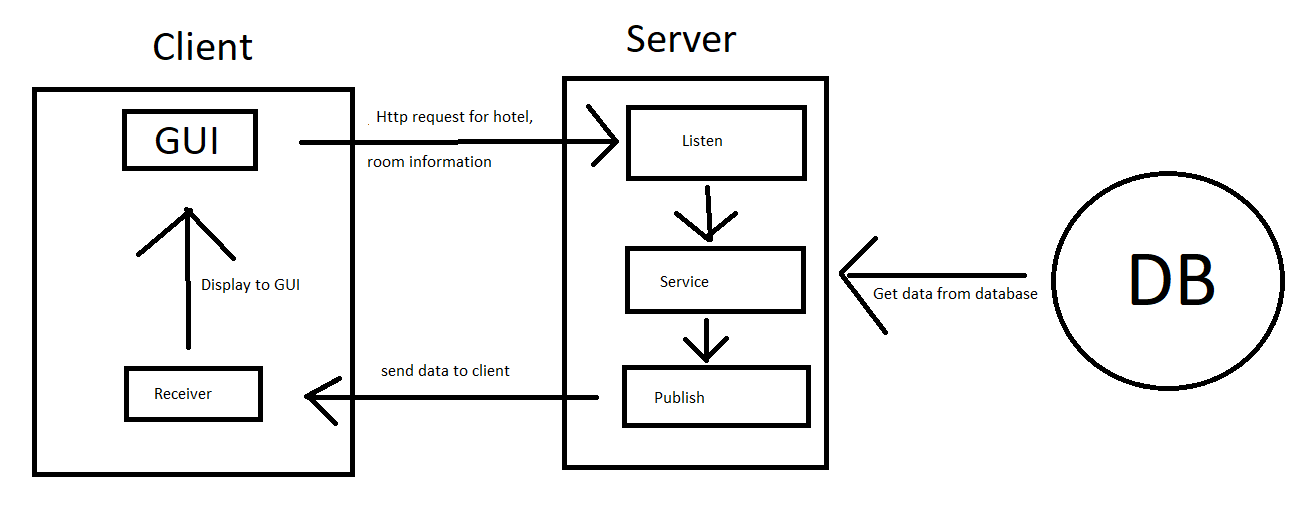 Client
Server
GUI
Http request for hotel,
room information
Listen
Service
DB
Get data from database
Display to GUI
Receiver
send data to client
Publish